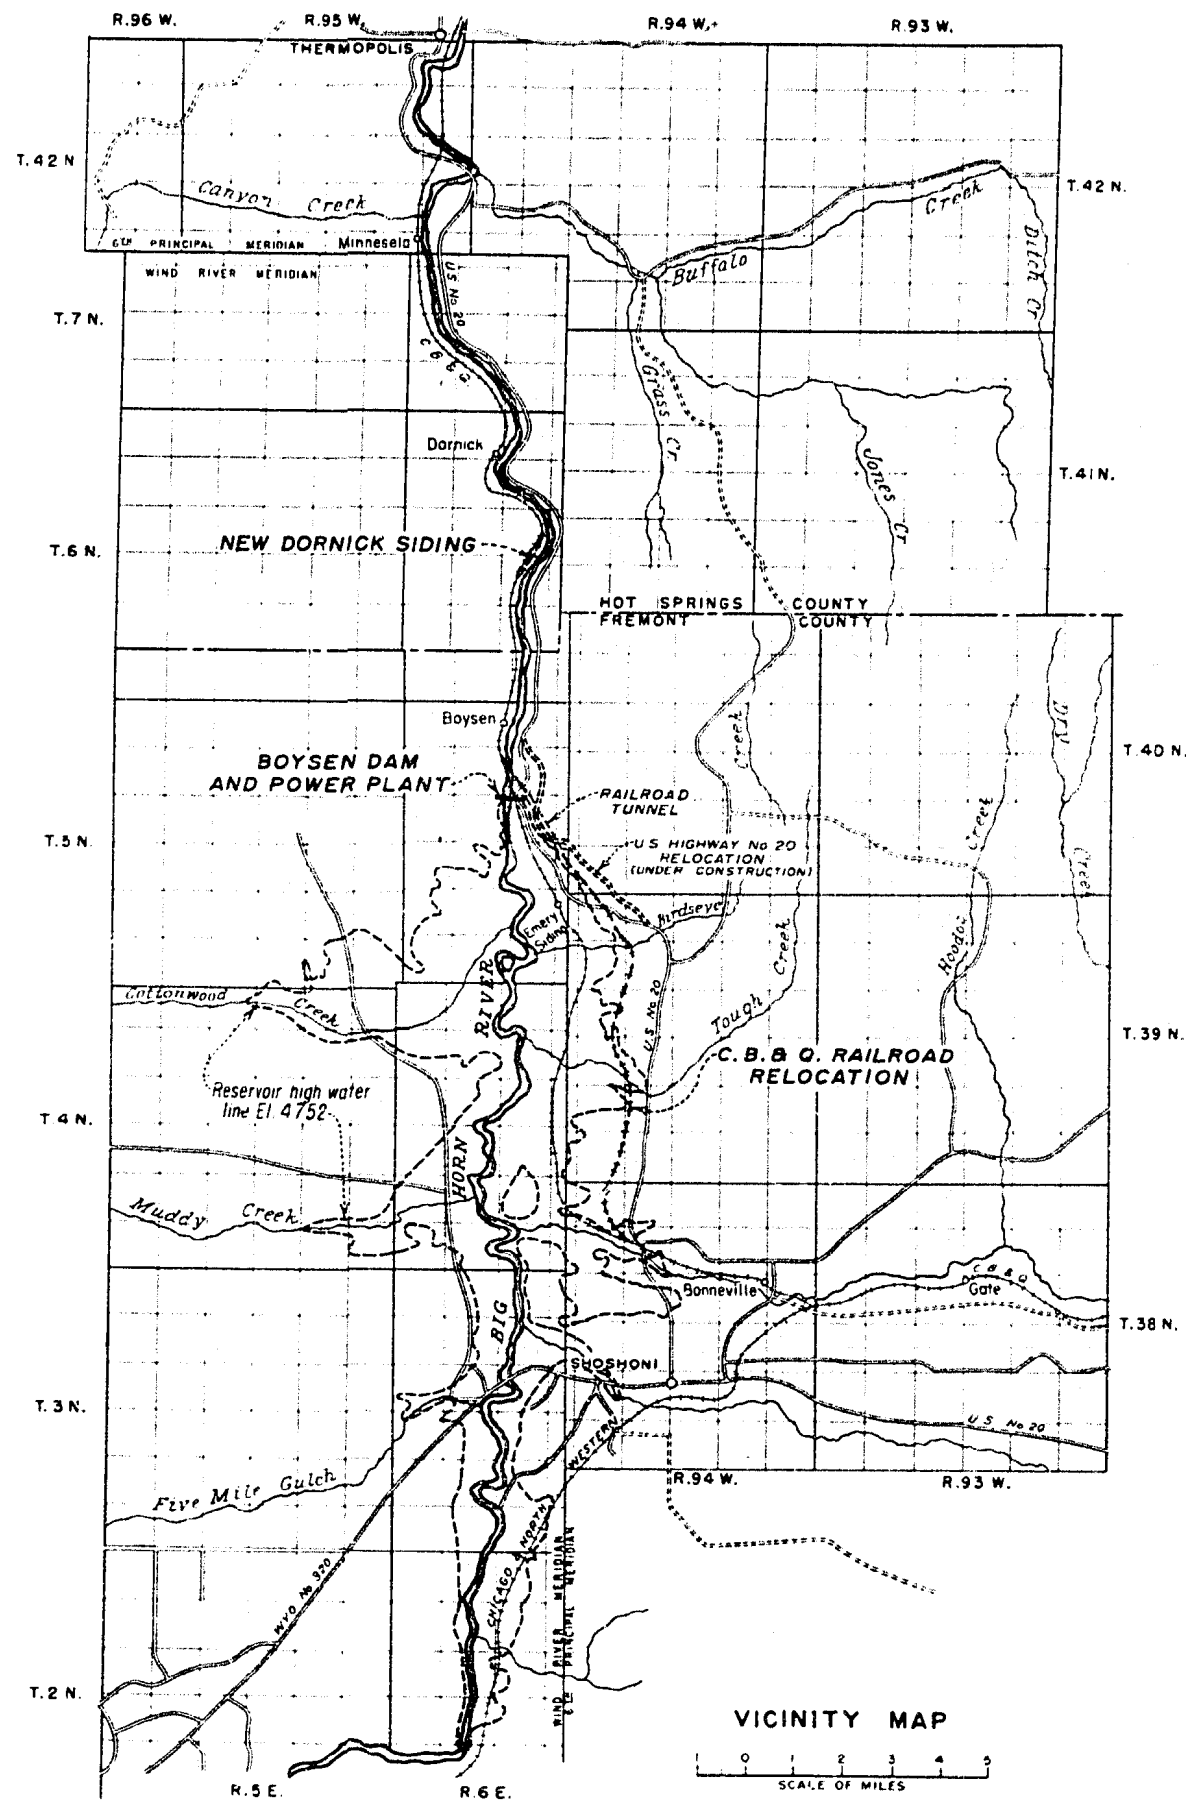 R.96 W.
R.95 W.
R.94 W.
R.93 W.
THERMOPOLIS
T.42 N
T.42 N.
Canyon Creek
Creek
Ditch Cr
6TH PRINCIPAL MERIDIAN
Minnesela
Buffalo
WIND RIVER MERIDIAN
US No 20
T.7 N.
C B & Q
Grass Cr
Dornick
Jones Cr
T.41 N.
NEW DORNICK SIDING
T.6 N.
HOT SPRINGS COUNTY
FREMONT COUNTY
Boysen
Creek
Dry Creek
T.40 N.
BOYSEN DAM
AND POWER PLANT
RAILROAD
TUNNEL
Creek
T.5 N.
U S HIGHWAY No 20
RELOCATION
(UNDER CONSTRUCTION)
Birdseye
Emery
Siding
Hoodoo
Creek
RIVER
Cottonwood
Creek
U.S No 20
Tough
T.39 N.
C.B.& Q. RAILROAD
RELOCATION
Reservoir high water
line El. 4752
T.4 N.
HORN
Muddy Creek
C B & Q
Bonneville
Gate
BIG
T.38 N.
SHOSHONI
T.3 N.
U S No 20
WESTERN
R.94 W.
R.93 W.
Five Mile Gulch
NORTH
WYO No 320
CHICAGO
WIND RIVER MERIDIAN
6TH PRINCIPAL MERIDIAN
T.2 N.
VICINITY MAP
1 0 1 2 3 4 5
SCALE OF MILES
R.5 E.
R.6 E.